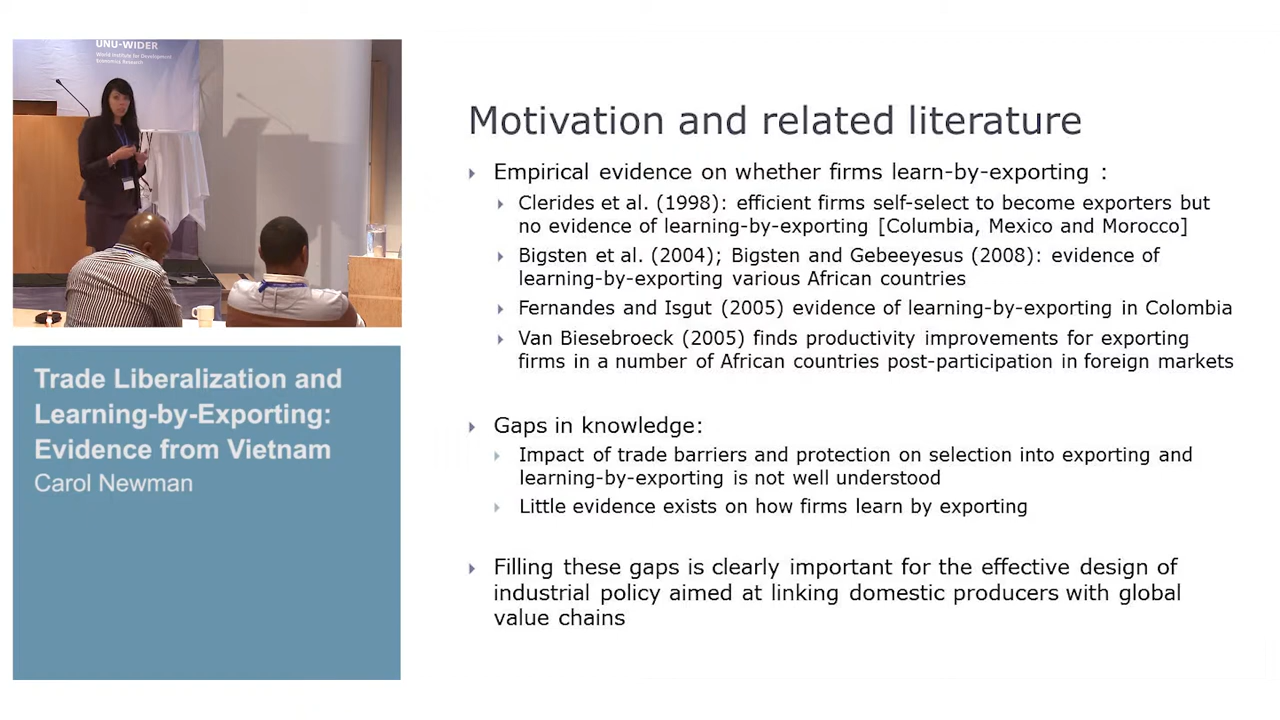 UNU-WIDER
World Institute for Development
Economics Research
Trade Liberalization and
Learning-by-Exporting:
Evidence from Vietnam
Carol Newman
Motivation and related literature
Empirical evidence on whether firms learn-by-exporting :
Clerides et al. (1998): efficient firms self-select to become exporters but
no evidence of learning-by-exporting [Columbia, Mexico and Morocco]
Bigsten et al. (2004); Bigsten and Gebeeyesus (2008): evidence of
learning-by-exporting various African countries
Fernandes and Isgut (2005) evidence of learning-by-exporting in Colombia
Van Biesebroeck (2005) finds productivity improvements for exporting
firms in a number of African countries post-participation in foreign markets
Gaps in knowledge:
Impact of trade barriers and protection on selection into exporting and
learning-by-exporting is not well understood
Little evidence exists on how firms learn by exporting
Filling these gaps is clearly important for the effective design of
industrial policy aimed at linking domestic producers with global
value chains